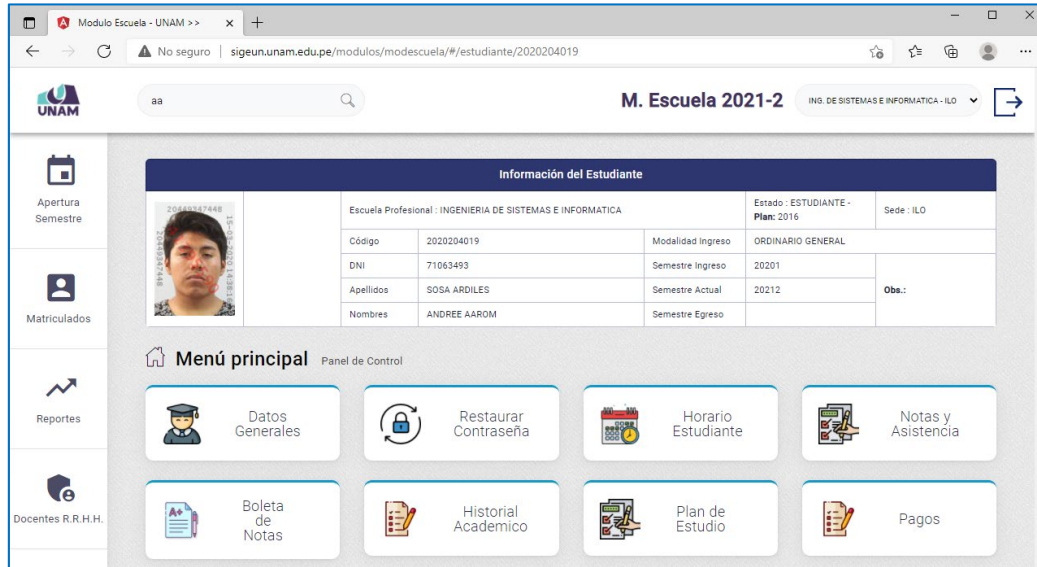 Modulo Escuela - UNAM >>
No seguro | sigeun.unam.edu.pe/modulos/modescuela/#/estudiante/2020204019
UNAM
aa
M. Escuela 2021-2
ING. DE SISTEMAS E INFORMATICA - ILO
Apertura
Semestre
Matriculados
Reportes
Docentes R.R.H.H.
Información del Estudiante
20449347448
Escuela Profesional : INGENIERIA DE SISTEMAS E INFORMATICA
Estado : ESTUDIANTE -
Plan: 2016
Sede : ILO
Código 2020204019 Modalidad Ingreso ORDINARIO GENERAL
DNI 71063493 Semestre Ingreso 20201
Obs.:
Apellidos SOSA ARDILES Semestre Actual 20212
Nombres ANDREE AAROM Semestre Egreso
Menú principal Panel de Control
Datos
Generales
Restaurar
Contraseña
Horario
Estudiante
Notas y
Asistencia
Boleta
de
Notas
Historial
Academico
Plan de
Estudio
Pagos